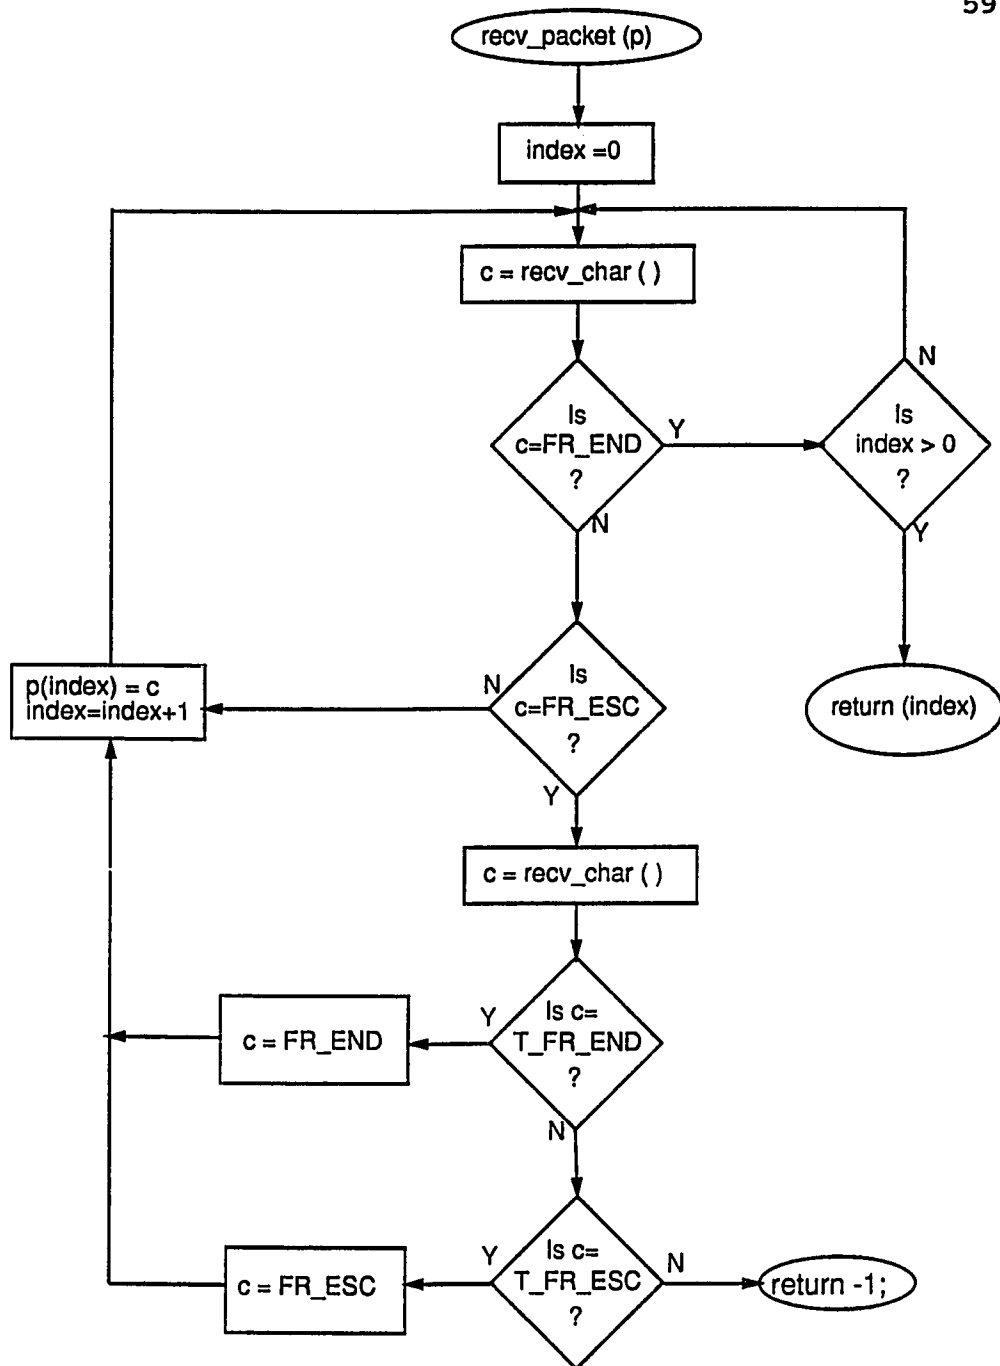 59
recv_packet (p)
index =0
c = recv_char ( )
Is
c=FR_END
?
Y
N
Is
index > 0
?
N
Y
return (index)
Is
c=FR_ESC
?
N
Y
p(index) = c
index=index+1
c = recv_char ( )
Is c=
T_FR_END
?
Y
N
c = FR_END
Is c=
T_FR_ESC
?
Y
N
c = FR_ESC
return -1;